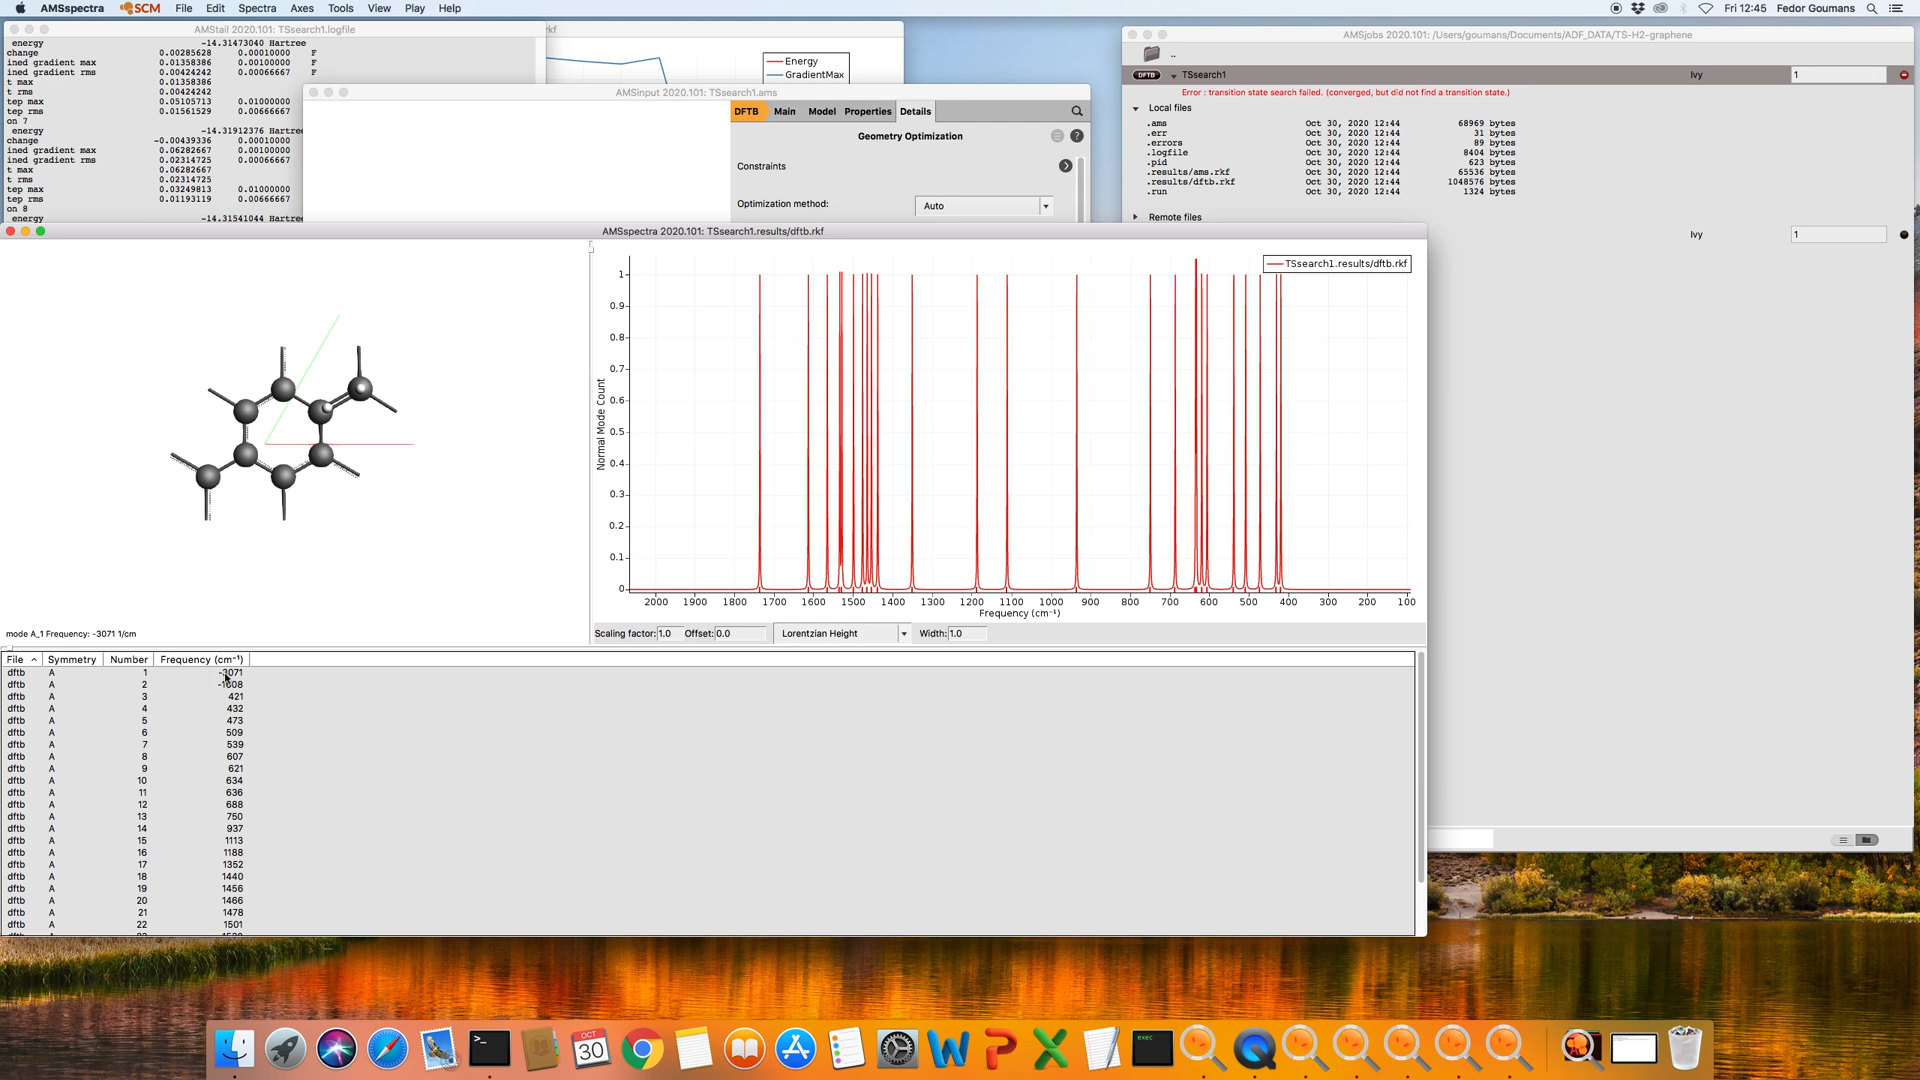 AMSspectra SCM File Edit Spectra Axes Tools View Play Help Fri 12:45 Fedor Goumans
AMStail 2020.101: TSsearch1.logfile
energy -14.31473040 Hartree
change 0.00285628 0.00010000 F
ined gradient max 0.01358386 0.00100000 F
ined gradient rms 0.00424242 0.00066667 F
t max 0.01358386
t rms 0.00424242
tep max 0.05105713 0.01000000
tep rms 0.01561529 0.00066667
on 7
energy -14.31912376 Hartree
change -0.00439336 0.00010000
ined gradient max 0.06282667 0.00100000
ined gradient rms 0.02314725 0.00066667
t max 0.06282667
t rms 0.02314725
tep max 0.03249813 0.01000000
tep rms 0.01193119 0.00066667
on 8
energy -14.31541044 Hartre
rkf
Energy
GradientMax
AMSinput 2020.101: TSsearch1.ams
DFTB Main Model Properties Details
Geometry Optimization
?
Constraints
Optimization method: Auto
AMSjobs 2020.101: /Users/goumans/Documents/ADF_DATA/TS-H2-graphene
..
DFTB TSsearch1 Ivy 1
Error : transition state search failed. (converged, but did not find a transition state.)
Local files
.ams Oct 30, 2020 12:44 68969 bytes
.err Oct 30, 2020 12:44 31 bytes
.errors Oct 30, 2020 12:44 89 bytes
.logfile Oct 30, 2020 12:44 8404 bytes
.pid Oct 30, 2020 12:44 623 bytes
.results/ams.rkf Oct 30, 2020 12:44 65536 bytes
.results/dftb.rkf Oct 30, 2020 12:44 1048576 bytes
.run Oct 30, 2020 12:44 1324 bytes
Remote files
Ivy 1
AMSspectra 2020.101: TSsearch1.results/dftb.rkf
TSsearch1.results/dftb.rkf
1
0.9
0.8
0.7
0.6
0.5
0.4
0.3
0.2
0.1
0
Normal Mode Count
2000 1900 1800 1700 1600 1500 1400 1300 1200 1100 1000 900 800 700 600 500 400 300 200 100
Frequency (cm⁻¹)
mode A_1 Frequency: -3071 1/cm
Scaling factor: 1.0 Offset: 0.0 Lorentzian Height Width: 1.0
File Symmetry Number Frequency (cm⁻¹)
dftb A 1 -3071
dftb A 2 -1608
dftb A 3 421
dftb A 4 432
dftb A 5 473
dftb A 6 509
dftb A 7 539
dftb A 8 607
dftb A 9 621
dftb A 10 634
dftb A 11 636
dftb A 12 688
dftb A 13 750
dftb A 14 937
dftb A 15 1113
dftb A 16 1188
dftb A 17 1352
dftb A 18 1440
dftb A 19 1456
dftb A 20 1466
dftb A 21 1478
dftb A 22 1501
OCT
30
exec